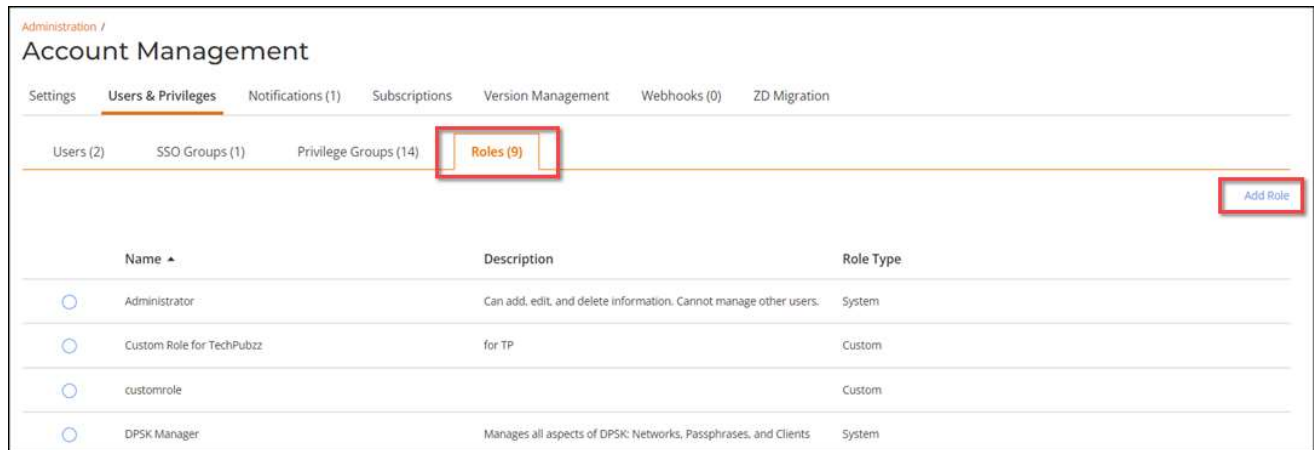 Administration /
Account Management
Settings Users & Privileges Notifications (1) Subscriptions Version Management Webhooks (0) ZD Migration
Users (2) SSO Groups (1) Privilege Groups (14) Roles (9)
Add Role
Name ▲ Description Role Type
Administrator Can add, edit, and delete information. Cannot manage other users. System
Custom Role for TechPubzz for TP Custom
customrole Custom
DPSK Manager Manages all aspects of DPSK: Networks, Passphrases, and Clients System